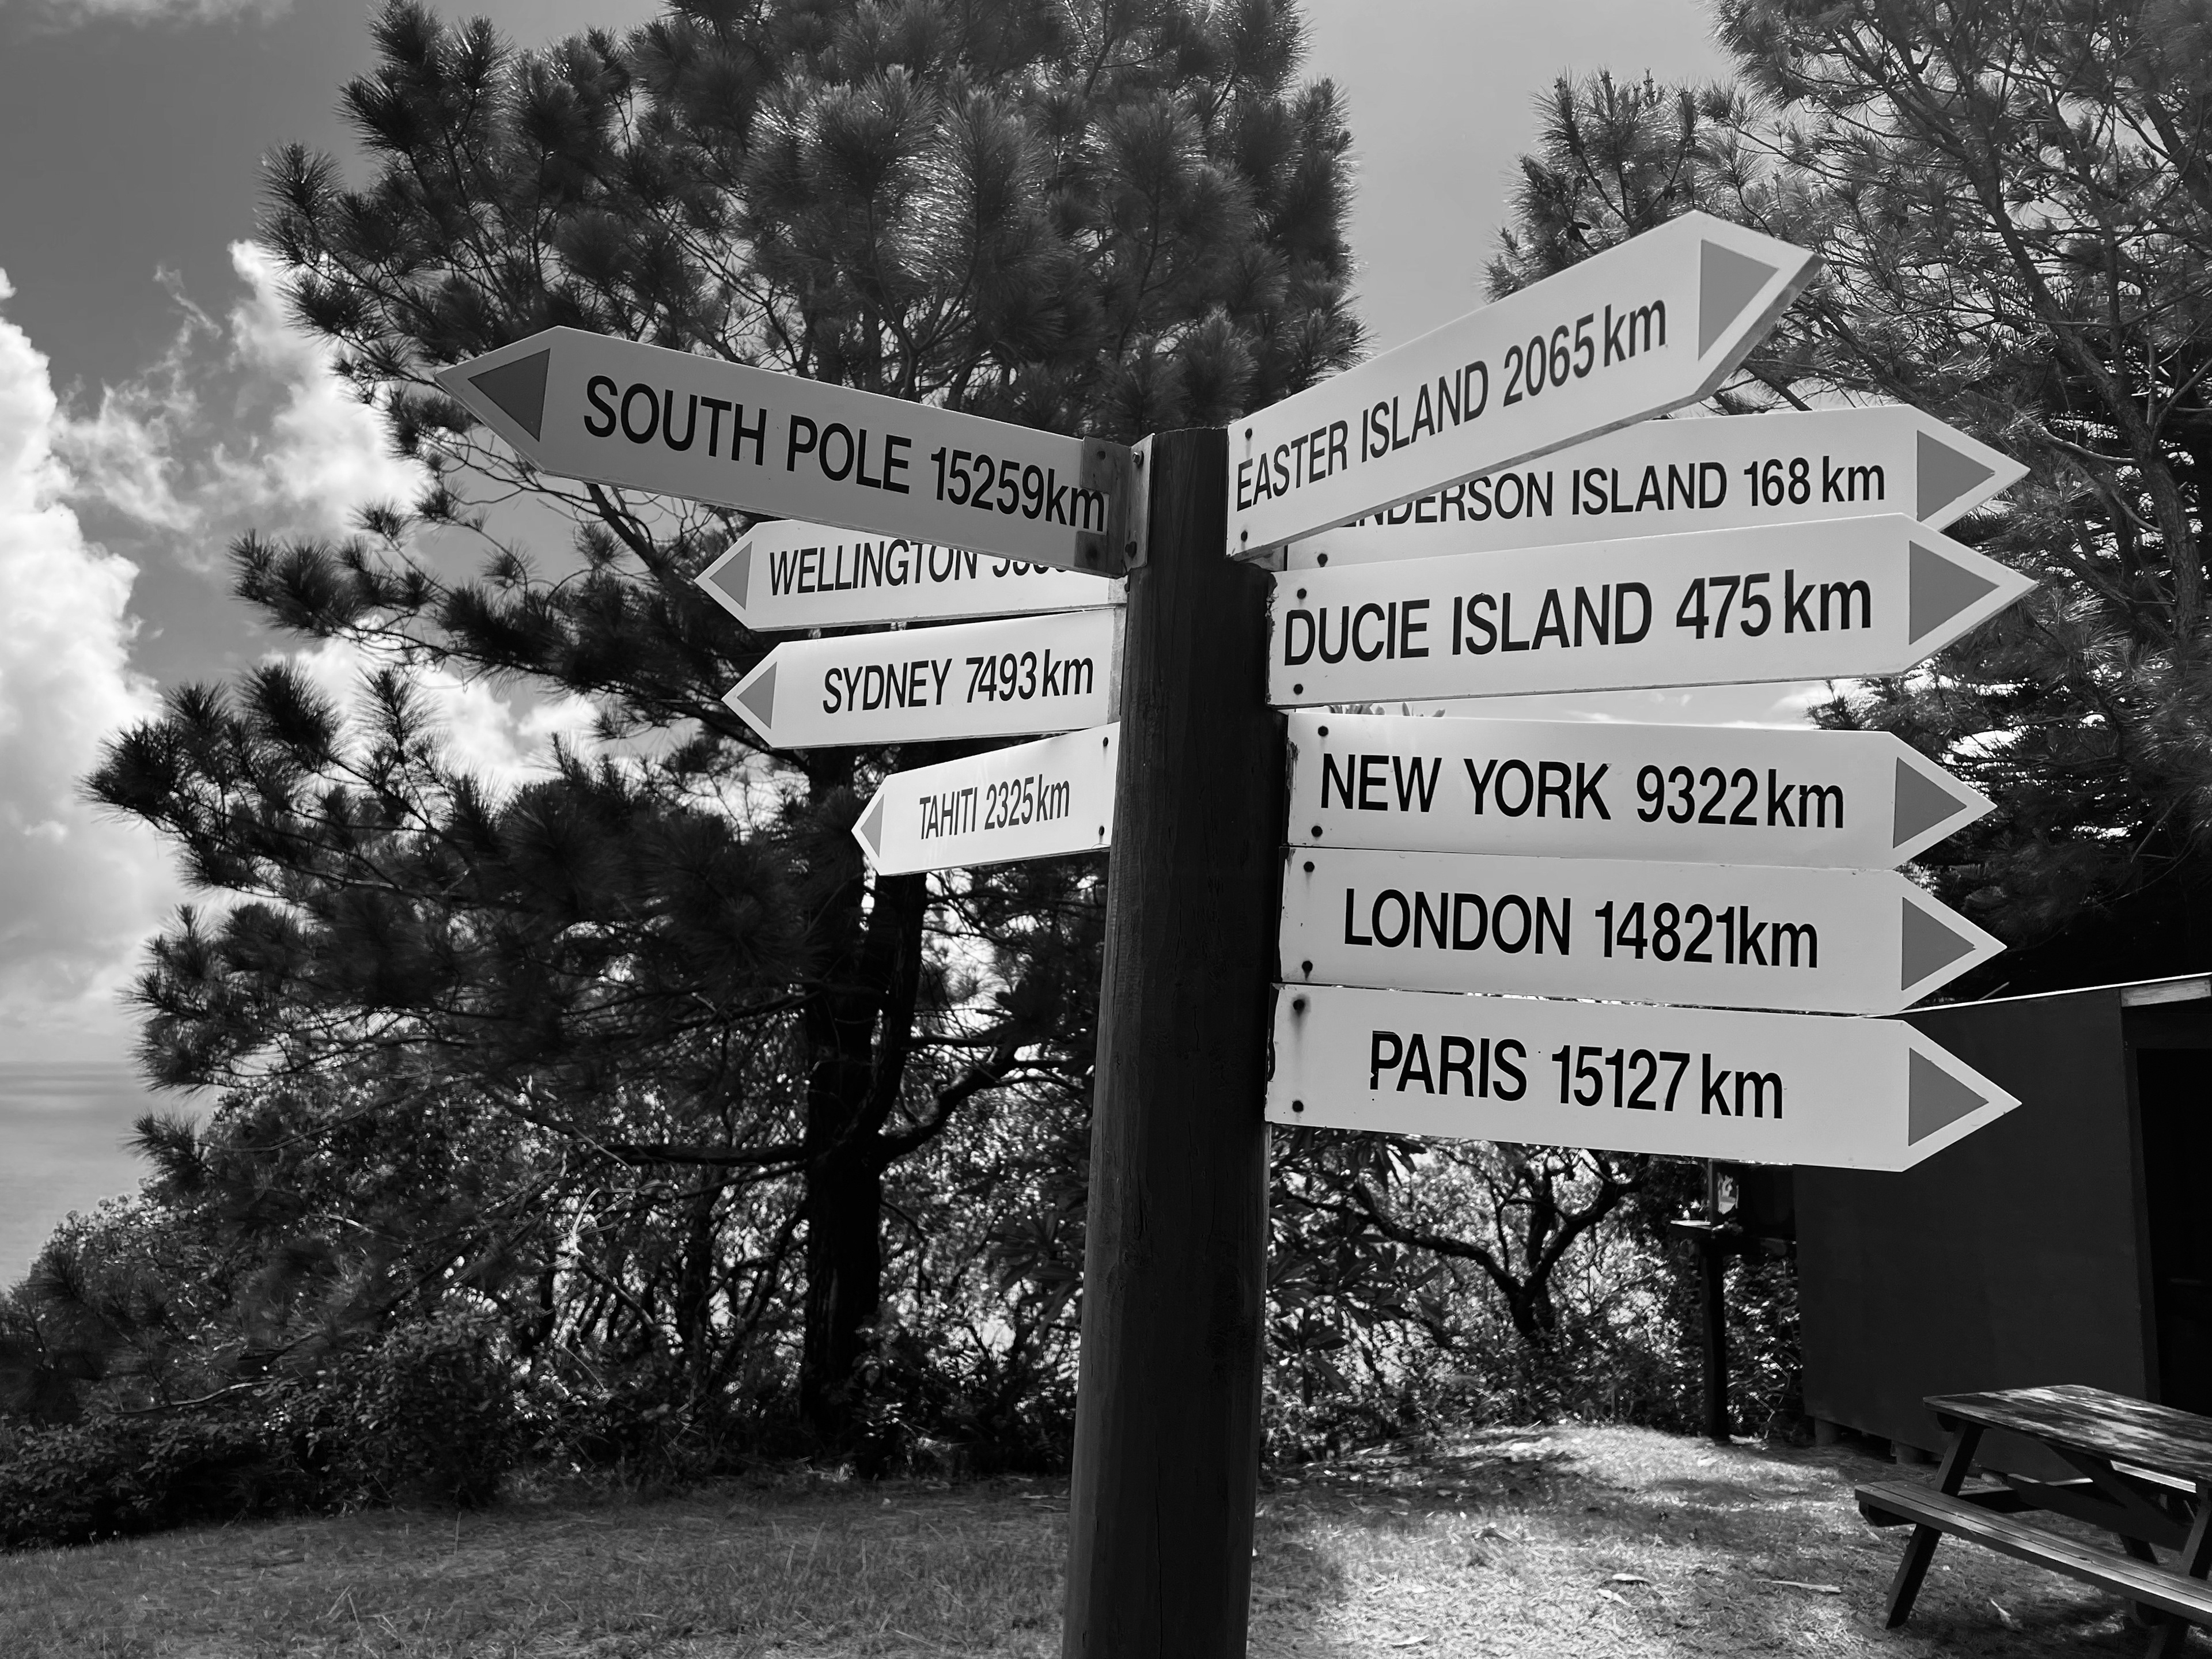 SOUTH POLE 15259km
WELLINGTON
SYDNEY 7493km
TAHITI 2325km
EASTER ISLAND 2065km
ISLAND 168km
DUCIE ISLAND 475km
NEW YORK 9322km
LONDON 14821km
PARIS 15127km